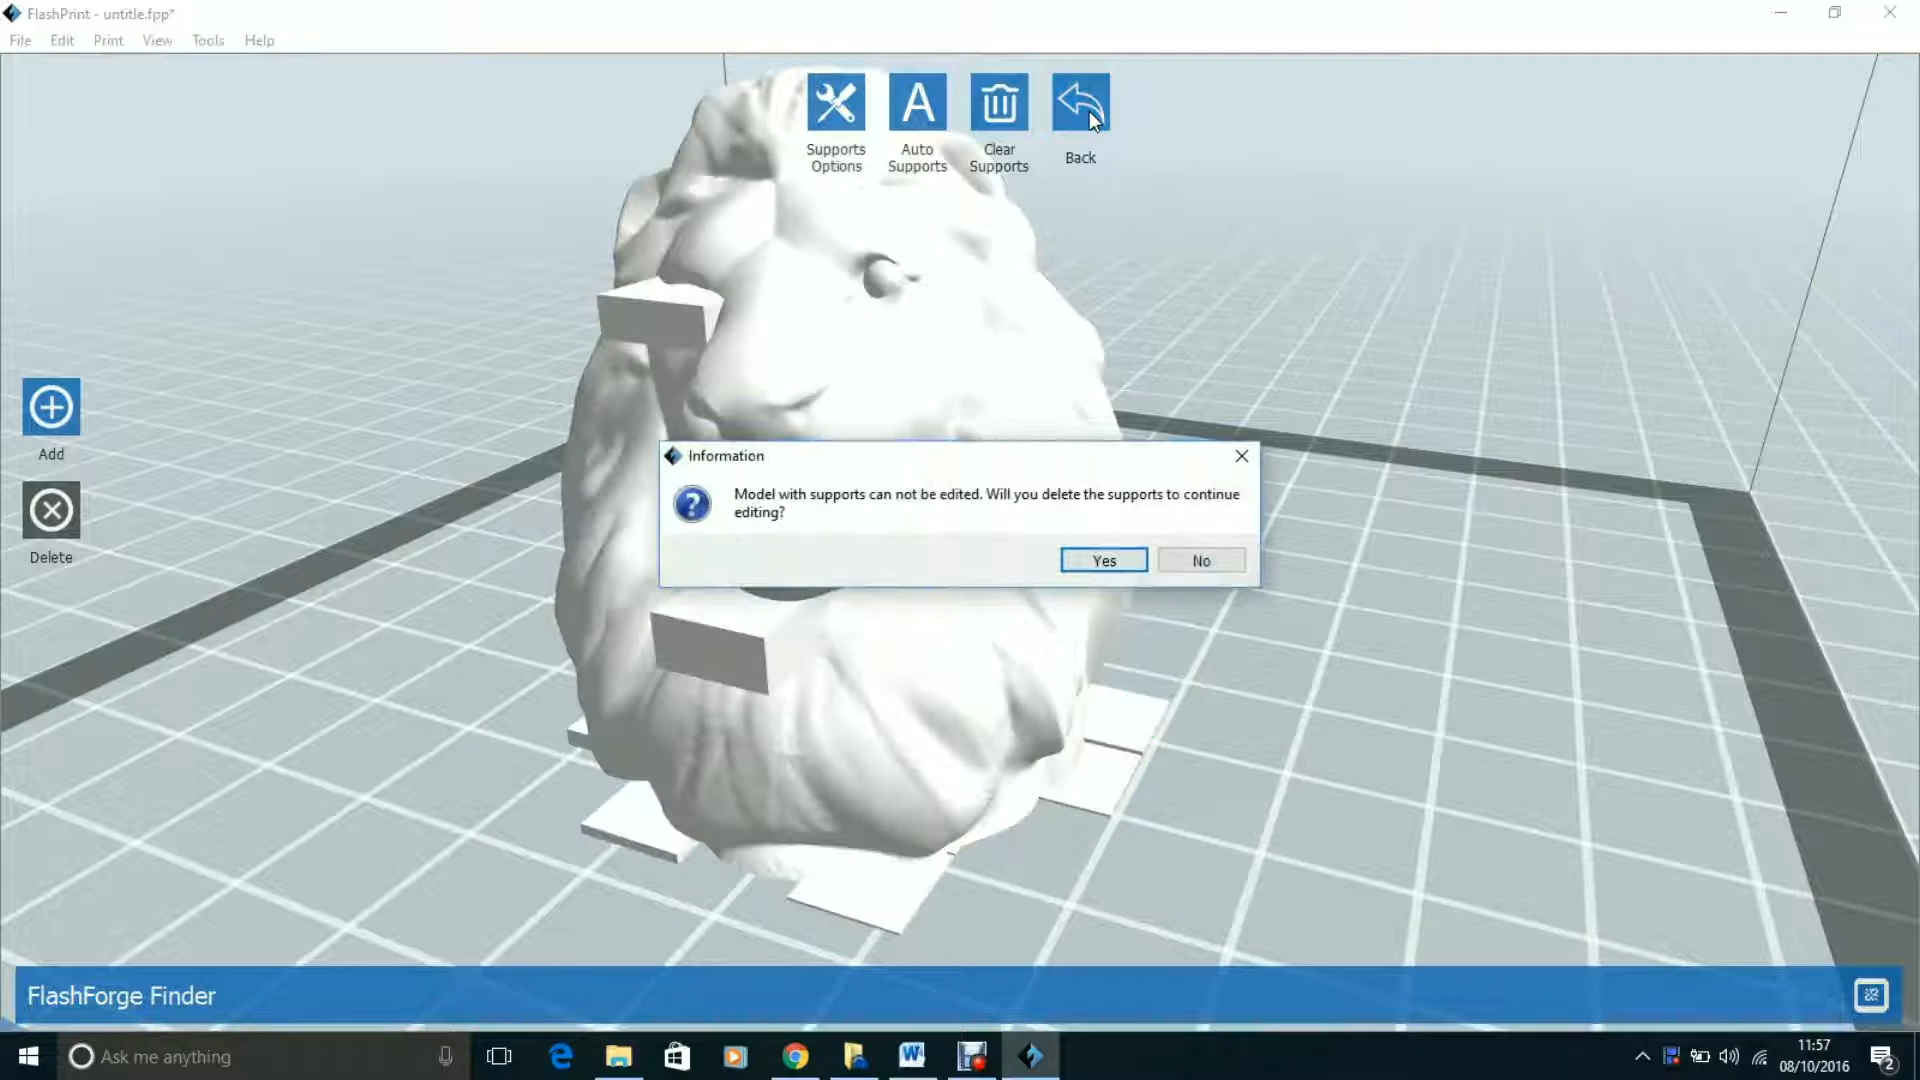 FlashPrint - untitle.fpp*
File Edit Print View Tools Help
Supports Options
Auto Supports
Clear Supports
Back
Add
Delete
Information
Model with supports can not be edited. Will you delete the supports to continue
editing?
Yes No
FlashForge Finder
Ask me anything
11:57
08/10/2016
2